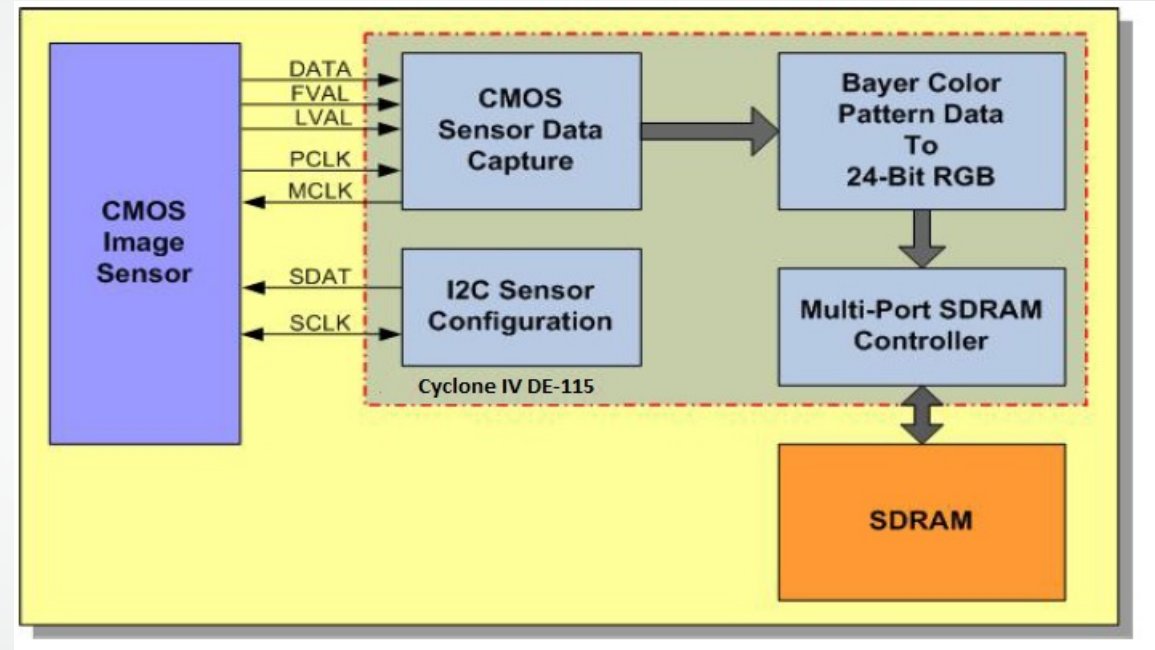 CMOS
Image
Sensor
DATA
FVAL
LVAL
PCLK
MCLK
SDAT
SCLK
CMOS
Sensor Data
Capture
I2C Sensor
Configuration
Cyclone IV DE-115
Bayer Color
Pattern Data
To
24-Bit RGB
Multi-Port SDRAM
Controller
SDRAM